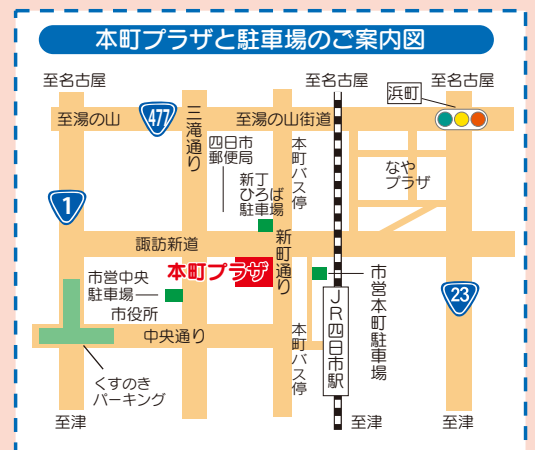 本町プラザと駐車場のご案内図
至名古屋
至名古屋
至名古屋
浜町
至湯の山
477
三滝通り
至湯の山街道
四日市
郵便局
本町バス停
新丁
ひろば
駐車場
なや
プラザ
1
諏訪新道
新町通り
本町プラザ
市営中央
駐車場
市役所
市営本町駐車場
23
JR四日市駅
中央通り
本町バス停
くすのき
パーキング
至津
至津
至津